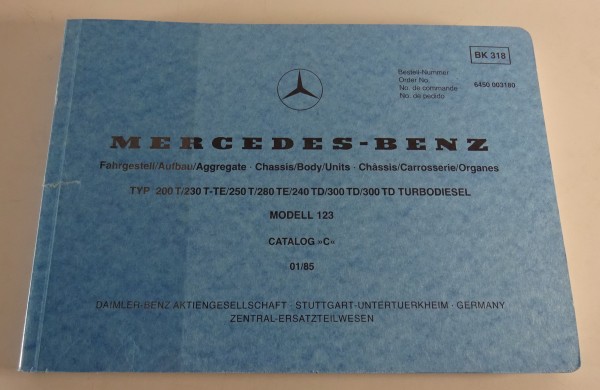 BK 318
Bestell-Nummer
Order No.
No. de commande
No. de pedido
6450 003180
MERCEDES-BENZ
Fahrgestell/Aufbau/Aggregate · Chassis/Body/Units · Châssis/Carrosserie/Organes
TYP 200 T/230 T-TE/250 T/280 TE/240 TD/300 TD/300 TD TURBODIESEL
MODELL 123
CATALOG »C«
01/85
DAIMLER-BENZ AKTIENGESELLSCHAFT · STUTTGART-UNTERTUERKHEIM · GERMANY
ZENTRAL-ERSATZTEILWESEN